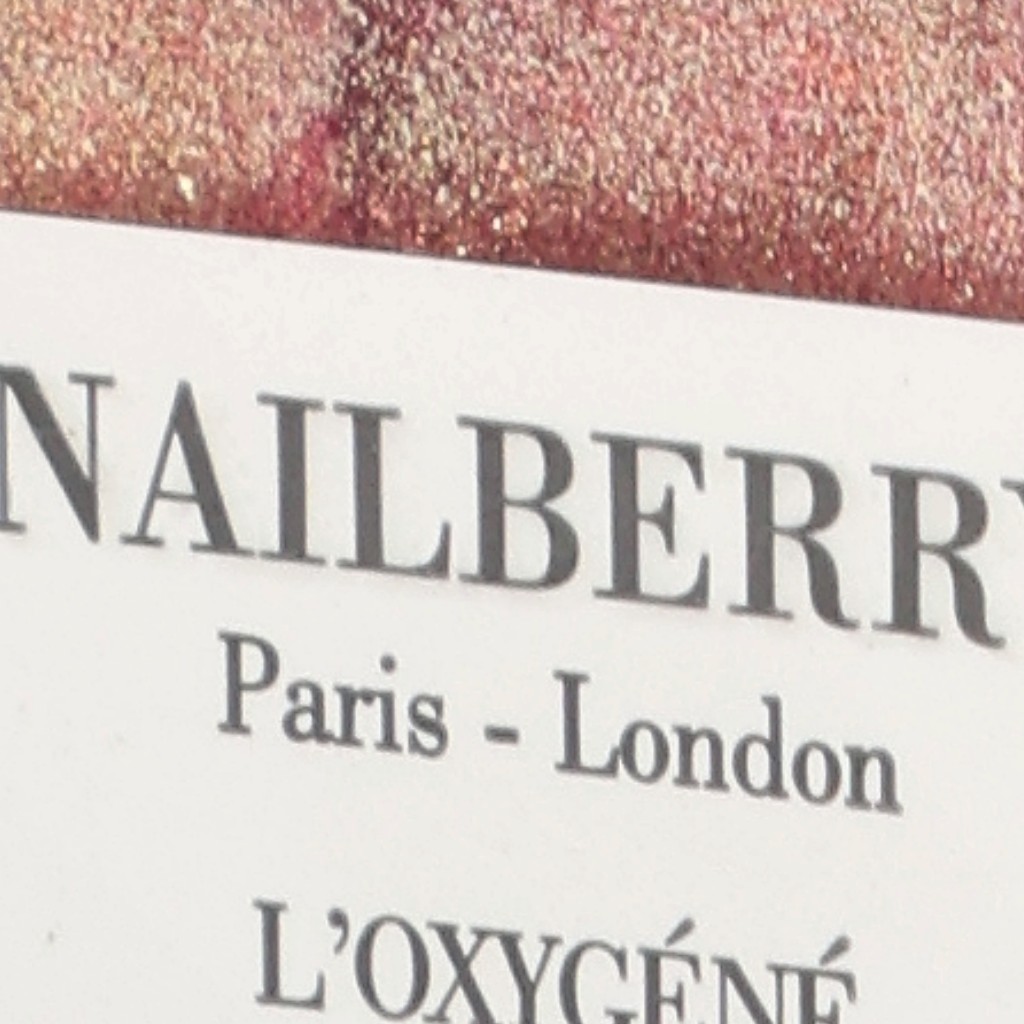 NAILBERRY
Paris - London
L'OXYGÉNÉ